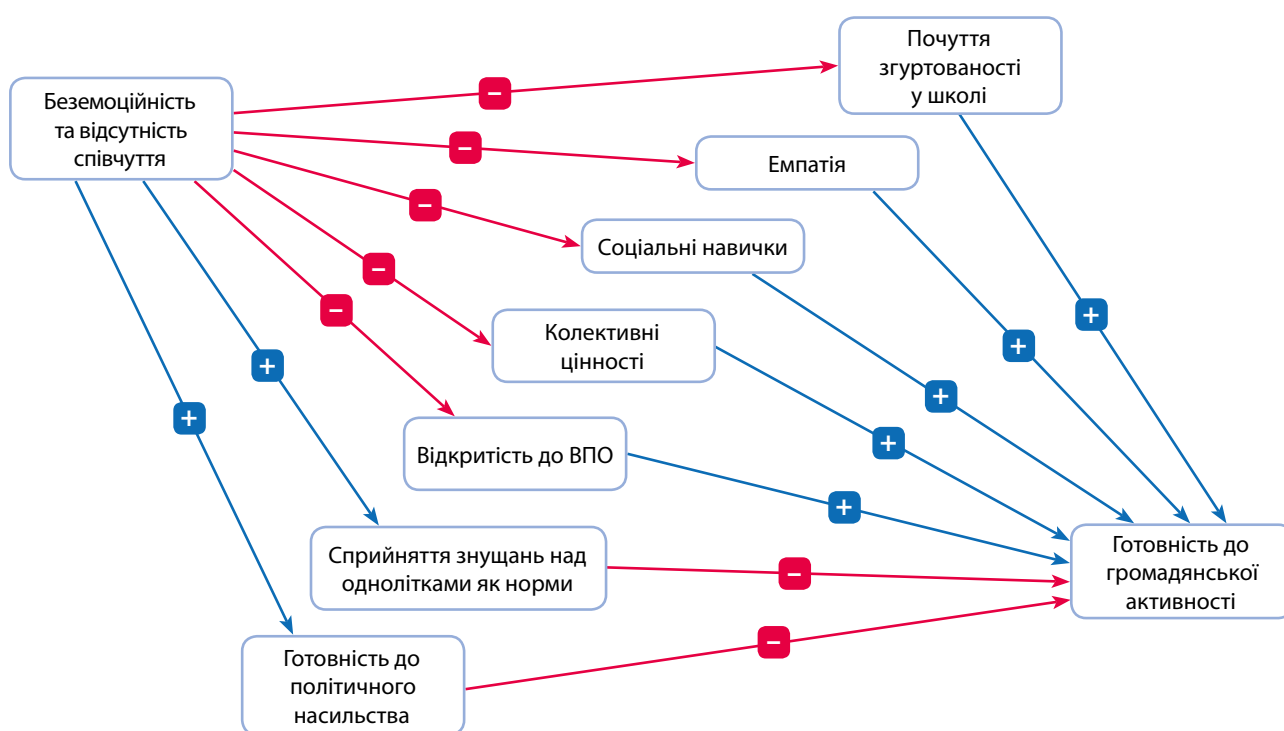 Почуття
згуртованості
у школі
Беземоційність
та відсутність
співчуття
−
−
Емпатія
−
Соціальні навички
−
−
+
+
Колективні
цінності
+
+
+
+
Відкритість до ВПО
+
+
Сприйняття знущань над
однолітками як норми
−
Готовність до
громадянської
активності
Готовність до
політичного
насильства
−